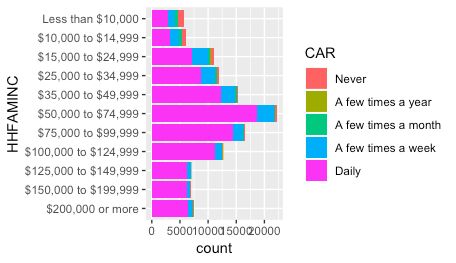 HHFAMINC
Less than $10,000
$10,000 to $14,999
$15,000 to $24,999
$25,000 to $34,999
$35,000 to $49,999
$50,000 to $74,999
$75,000 to $99,999
$100,000 to $124,999
$125,000 to $149,999
$150,000 to $199,999
$200,000 or more
0 5000 10000 15000 20000
count
CAR
Never
A few times a year
A few times a month
A few times a week
Daily